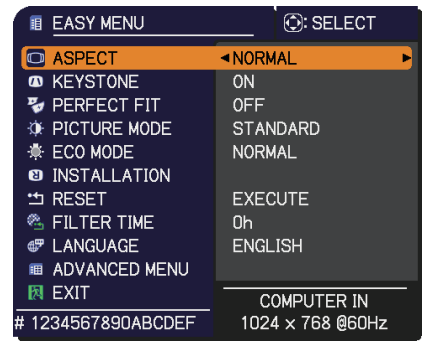 EASY MENU : SELECT
ASPECT NORMAL
KEYSTONE ON
PERFECT FIT OFF
PICTURE MODE STANDARD
ECO MODE NORMAL
INSTALLATION
RESET EXECUTE
FILTER TIME 0h
LANGUAGE ENGLISH
ADVANCED MENU
EXIT
COMPUTER IN
# 1234567890ABCDEF 1024 x 768 @60Hz